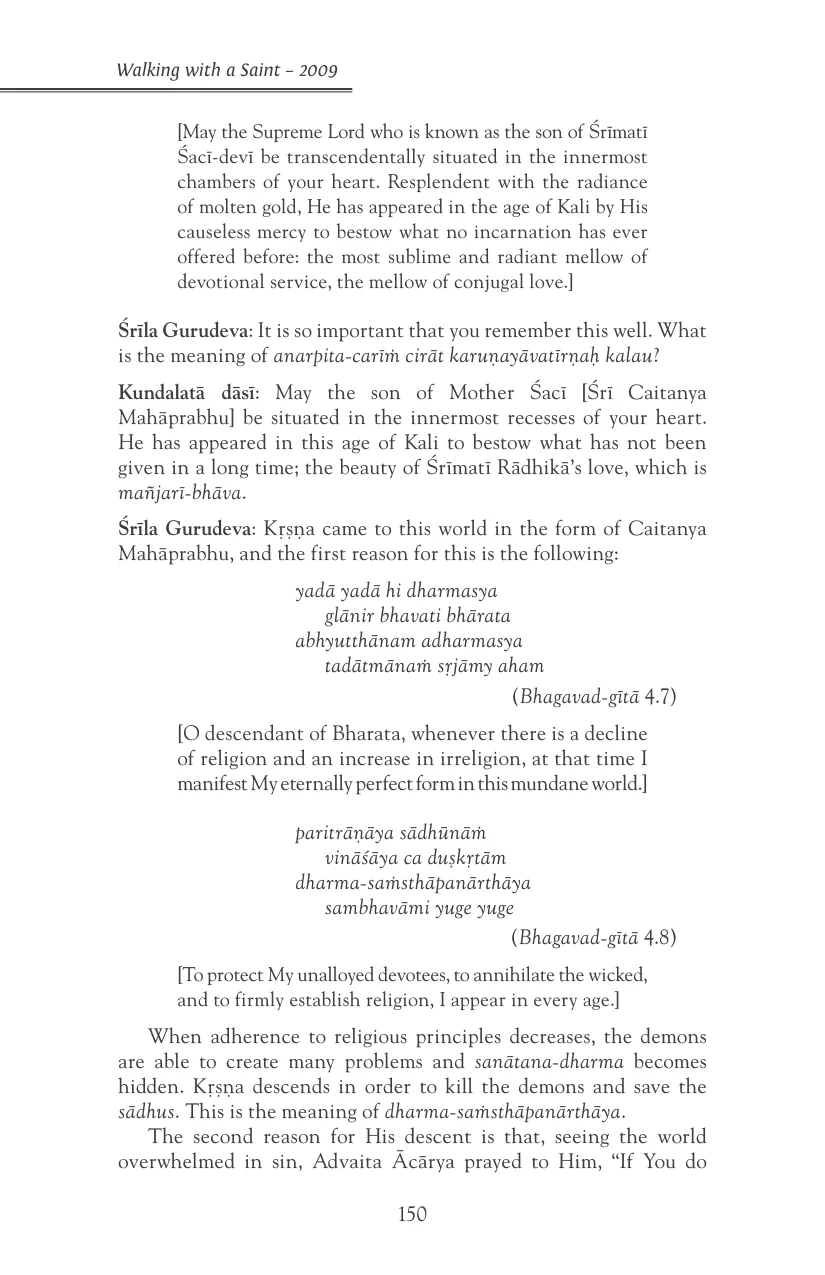 Walking with a Saint – 2009
[May the Supreme Lord who is known as the son of Śrīmatī
Śacī-devī be transcendentally situated in the innermost
chambers of your heart. Resplendent with the radiance
of molten gold, He has appeared in the age of Kali by His
causeless mercy to bestow what no incarnation has ever
offered before: the most sublime and radiant mellow of
devotional service, the mellow of conjugal love.]
Śrīla Gurudeva: It is so important that you remember this well. What
is the meaning of anarpita-carīṁ cirāt karuṇayāvatīrṇaḥ kalau?
Kundalatā dāsī: May the son of Mother Śacī [Śrī Caitanya
Mahāprabhu] be situated in the innermost recesses of your heart.
He has appeared in this age of Kali to bestow what has not been
given in a long time; the beauty of Śrīmatī Rādhikā’s love, which is
mañjarī-bhāva.
Śrīla Gurudeva: Kṛṣṇa came to this world in the form of Caitanya
Mahāprabhu, and the first reason for this is the following:
yadā yadā hi dharmasya
glānir bhavati bhārata
abhyutthānam adharmasya
tadātmānaṁ sṛjāmy aham
(Bhagavad-gītā 4.7)
[O descendant of Bharata, whenever there is a decline
of religion and an increase in irreligion, at that time I
manifest My eternally perfect form in this mundane world.]
paritrāṇāya sādhūnāṁ
vināśāya ca duṣkṛtām
dharma-saṁsthāpanārthāya
sambhavāmi yuge yuge
(Bhagavad-gītā 4.8)
[To protect My unalloyed devotees, to annihilate the wicked,
and to firmly establish religion, I appear in every age.]
When adherence to religious principles decreases, the demons
are able to create many problems and sanātana-dharma becomes
hidden. Kṛṣṇa descends in order to kill the demons and save the
sādhus. This is the meaning of dharma-saṁsthāpanārthāya.
The second reason for His descent is that, seeing the world
overwhelmed in sin, Advaita Ācārya prayed to Him, “If You do
150